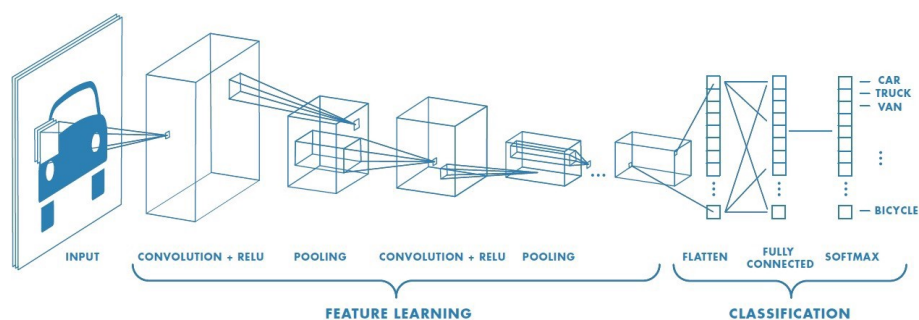 CAR
TRUCK
VAN
BICYCLE
INPUT
CONVOLUTION + RELU
POOLING
CONVOLUTION + RELU
POOLING
FLATTEN
FULLY
CONNECTED
SOFTMAX
FEATURE LEARNING
CLASSIFICATION